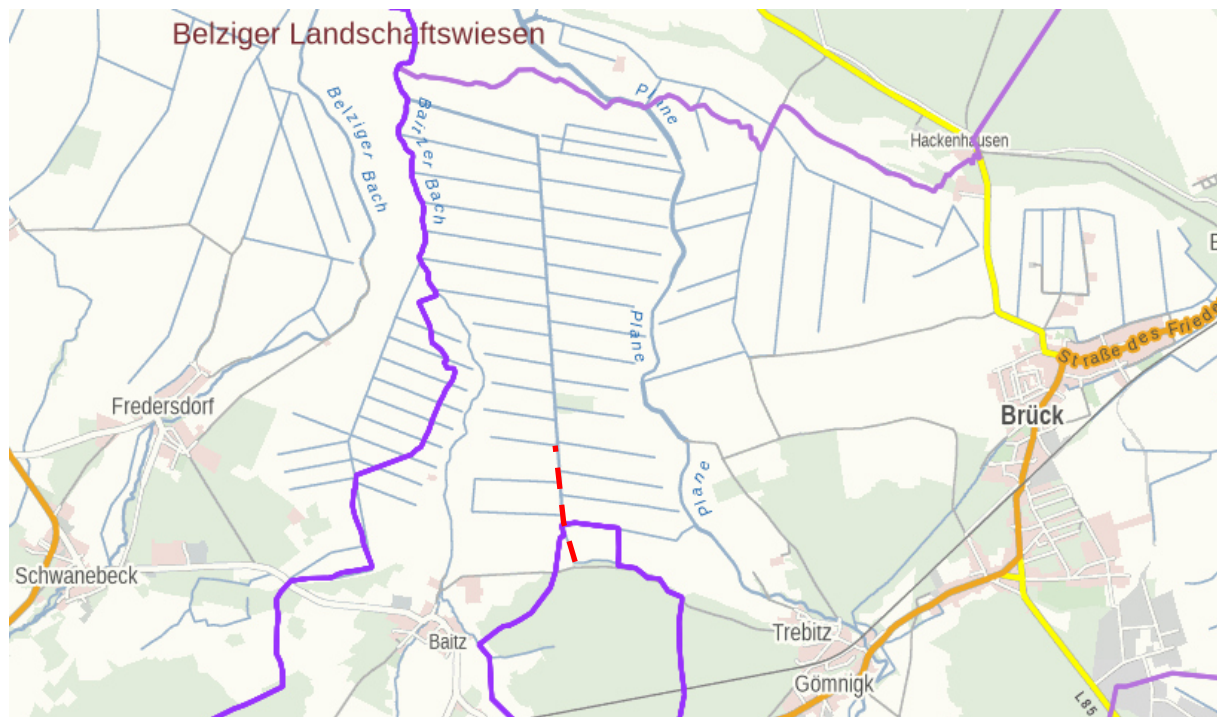 Belziger Landschaftswiesen
Belziger Bach
Baitzer Bach
Plane
Hackenhausen
Plane
Straße des Friede
Fredersdorf
Brück
Plane
Schwanebeck
Baitz
Trebitz
Gömnigk
L85